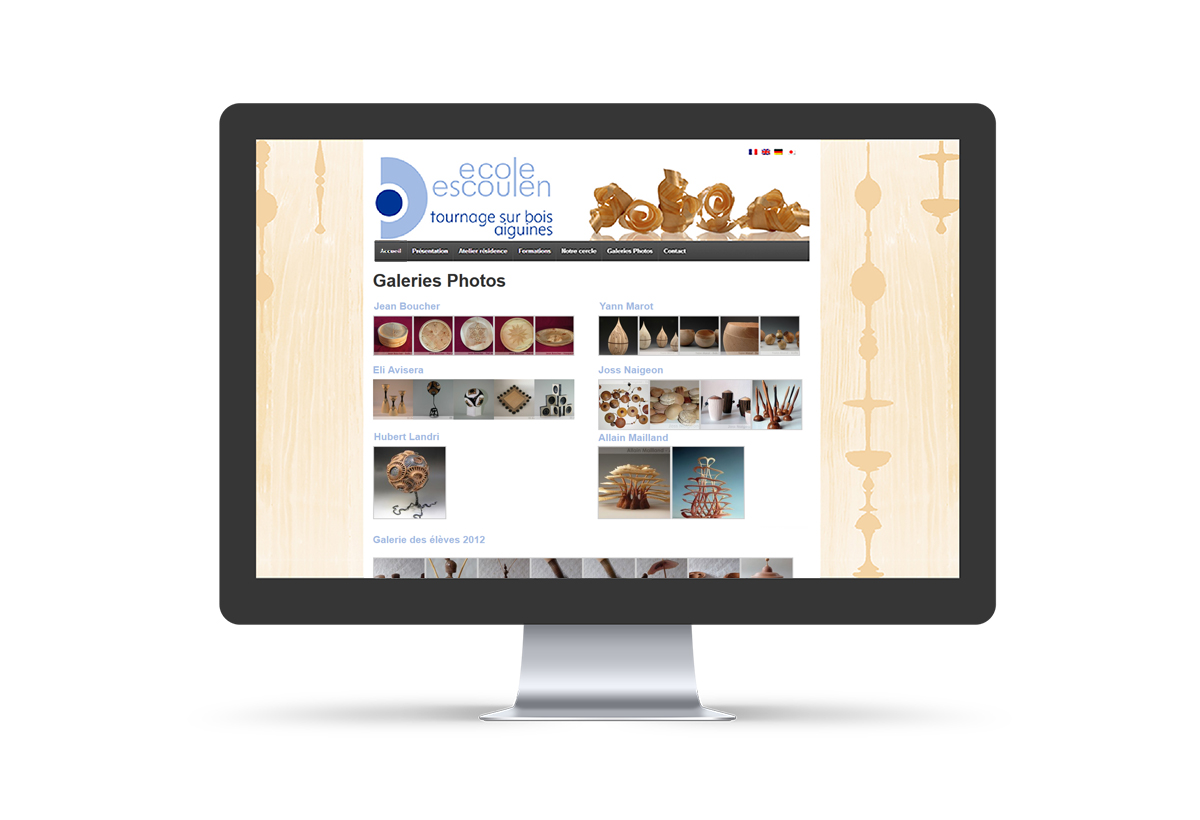 ecole
escoulen
tournage sur bois
aiguines
Accueil Présentation Atelier résidence Formations Notre cercle Galeries Photos Contact
Galeries Photos
Jean Boucher Yann Marot
Eli Avisera Joss Naigeon
Hubert Landri Allain Mailland
Galerie des élèves 2012